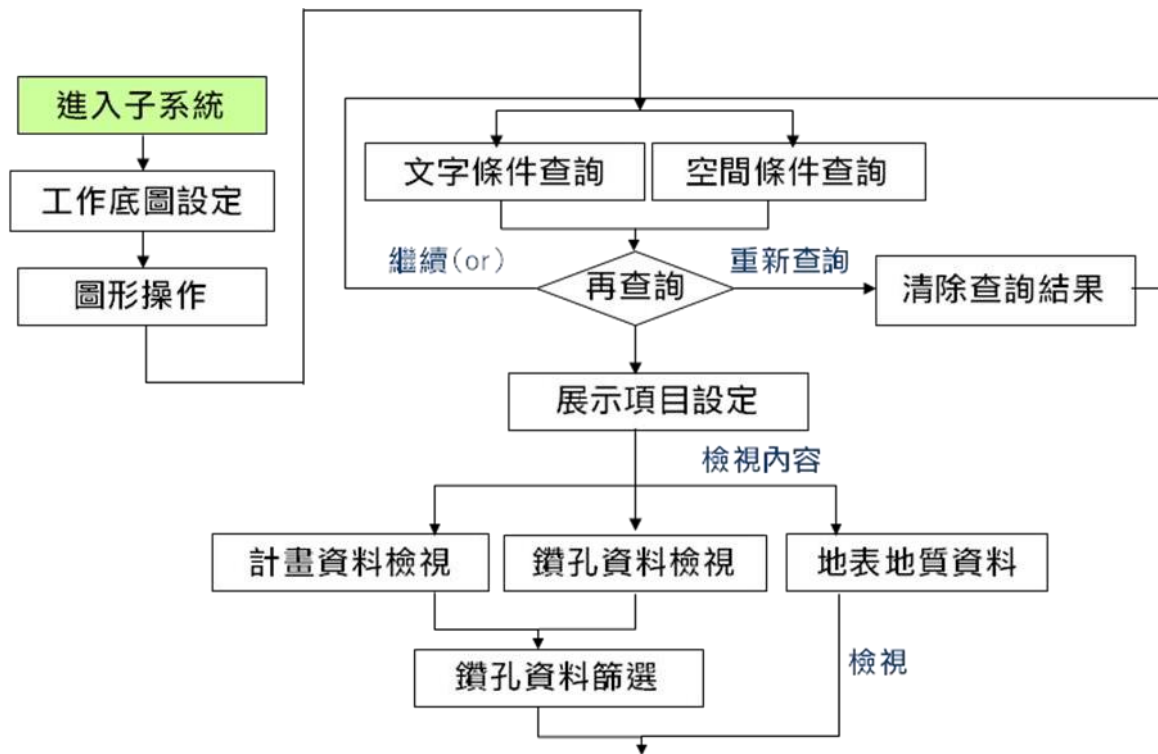 進入子系統
工作底圖設定
圖形操作
文字條件查詢
空間條件查詢
繼續(or)
再查詢
重新查詢
清除查詢結果
展示項目設定
檢視內容
計畫資料檢視
鑽孔資料檢視
地表地質資料
鑽孔資料篩選
檢視